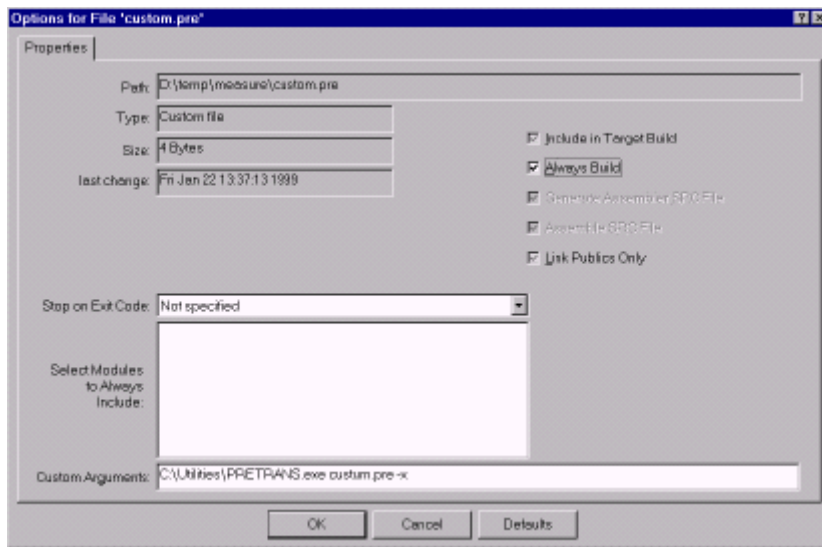 Options for File 'custom.pre'
Properties
Path: D:\temp\measure\custom.pre
Type: Custom file
Size: 4 Bytes
last change: Fri Jan 22 13:37:13 1999
Include in Target Build
Always Build
Generate Assembler SRC File
Assemble SRC File
Link Publics Only
Stop on Exit Code: Not specified
Select Modules
to Always
Include:
Custom Arguments: C:\Utilities\PRETRANS.exe custum.pre -x
OK Cancel Defaults